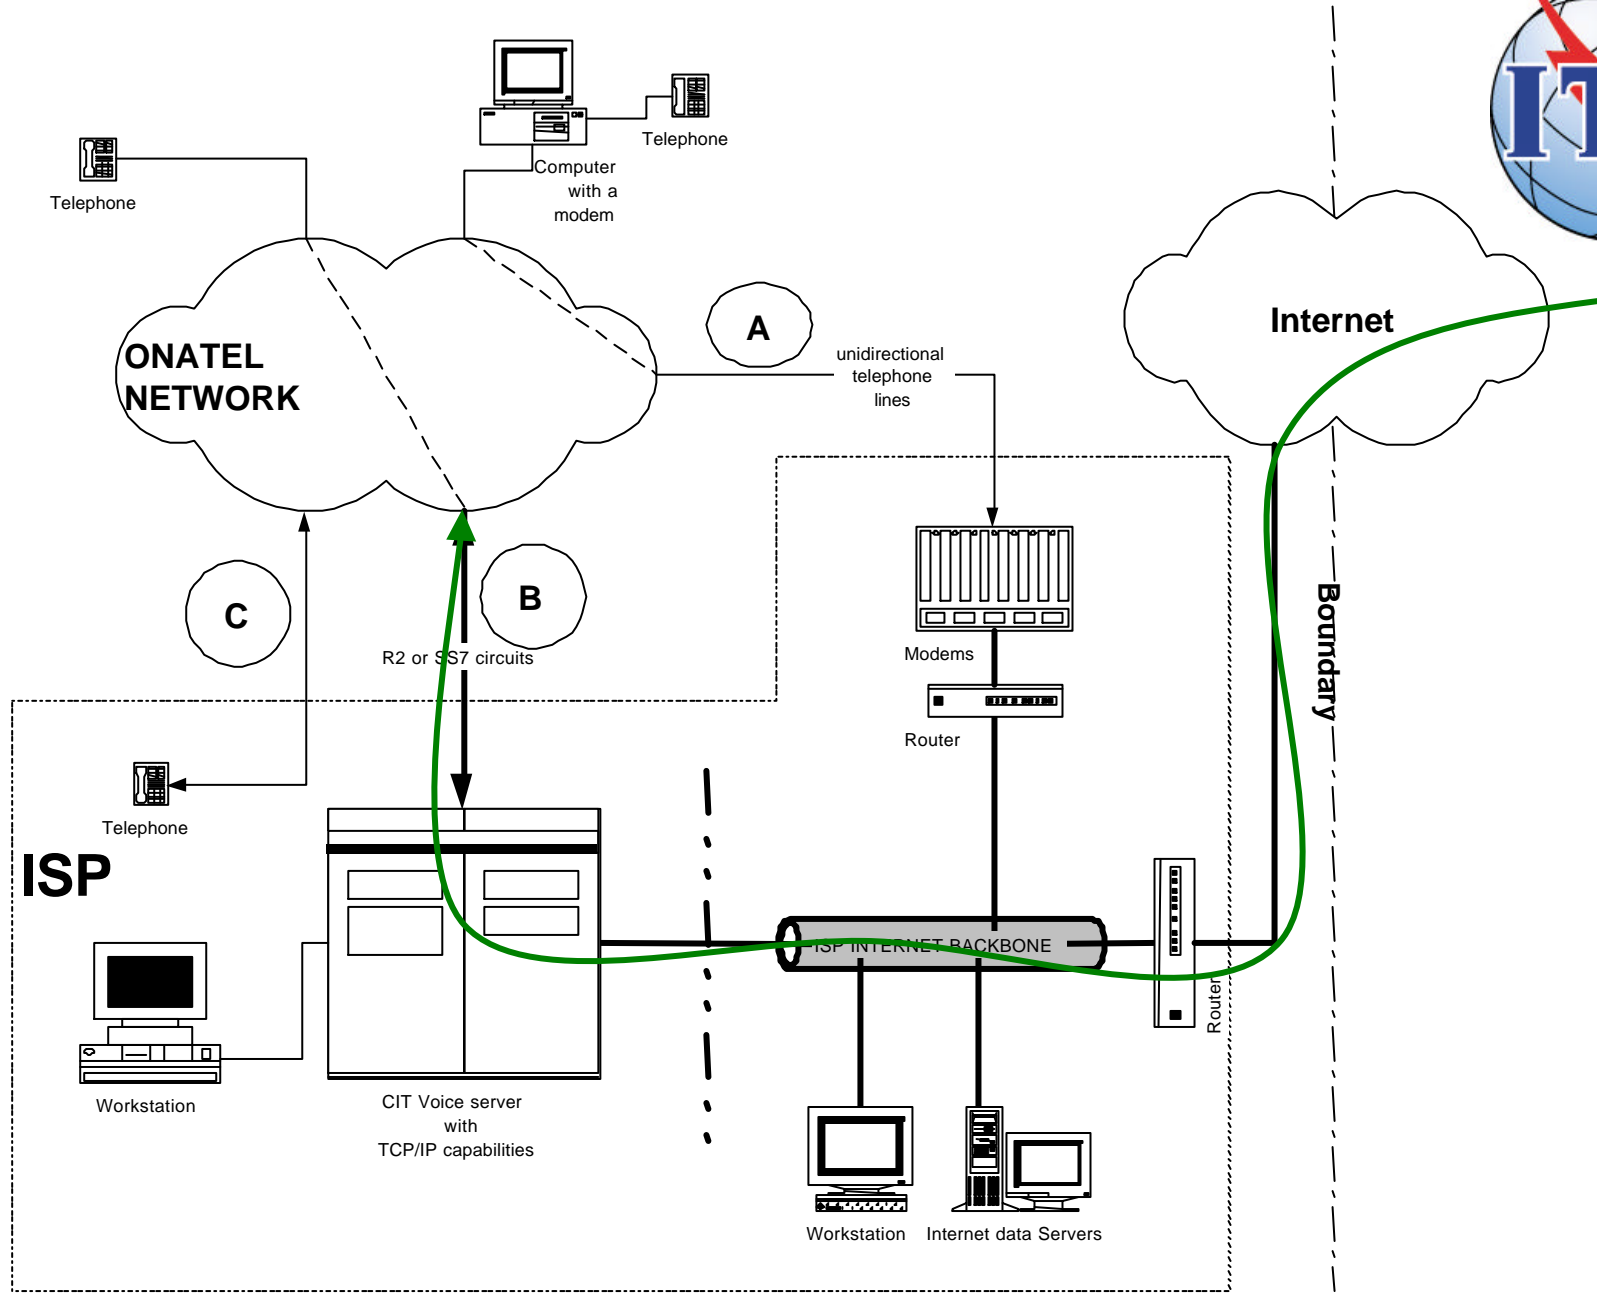 Telephone
Computer
with a
modem
Telephone
ONATEL
NETWORK
A
unidirectional
telephone
lines
Internet
C
B
R2 or SS7 circuits
Boundary
Modems
Router
Telephone
ISP
ISP INTERNET BACKBONE
Router
Workstation
CIT Voice server
with
TCP/IP capabilities
Workstation
Internet data Servers